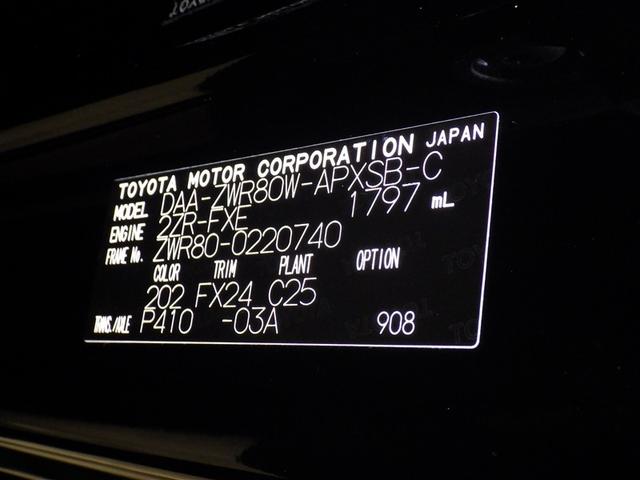 TOYOTA MOTOR CORPORATION JAPAN
MODEL DAA-ZWR80W-APXSB-C
ENGINE 2ZR-FXE 1797 mL
FRAME No. ZWR80-0220740
COLOR TRIM PLANT OPTION
202 FX24 C25
TRANS./AXLE P410 -03A 908